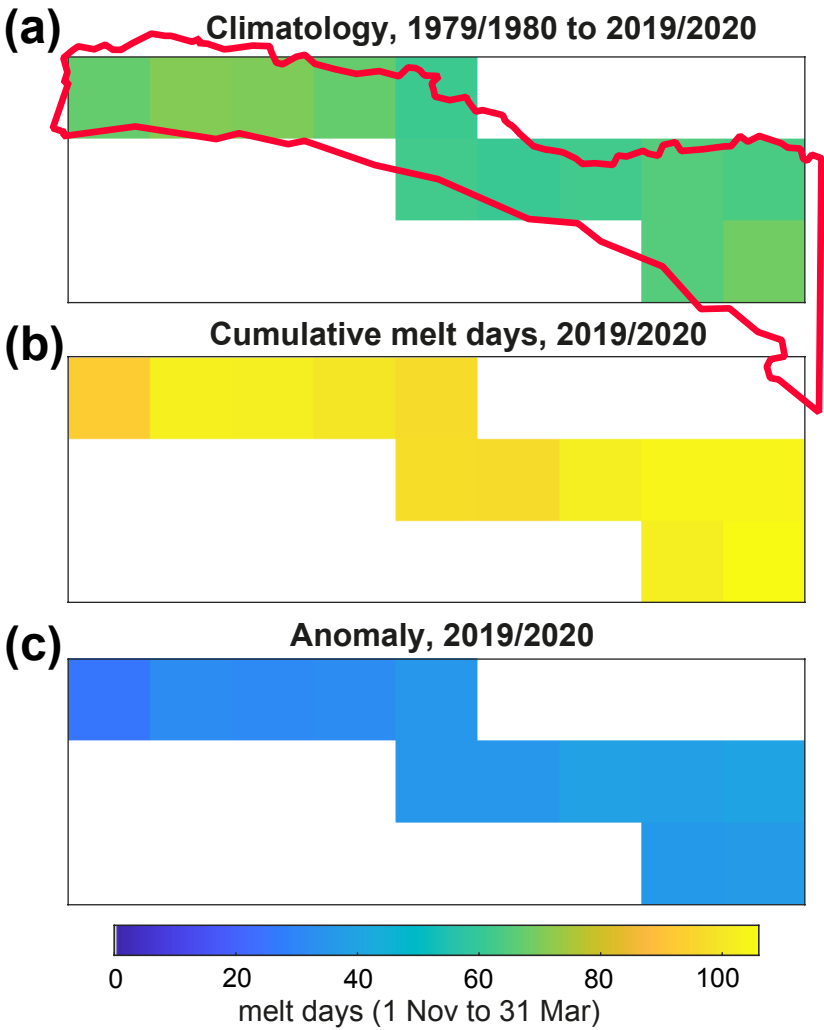 (a) Climatology, 1979/1980 to 2019/2020
(b) Cumulative melt days, 2019/2020
(c) Anomaly, 2019/2020
0 20 40 60 80 100
melt days (1 Nov to 31 Mar)